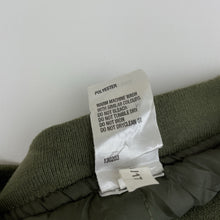 POLYESTER
WARM MACHINE WASH
WITH SIMILAR COLOURS
DO NOT BLEACH
DO NOT TUMBLE DRY
DO NOT IRON
DO NOT DRYCLEAN